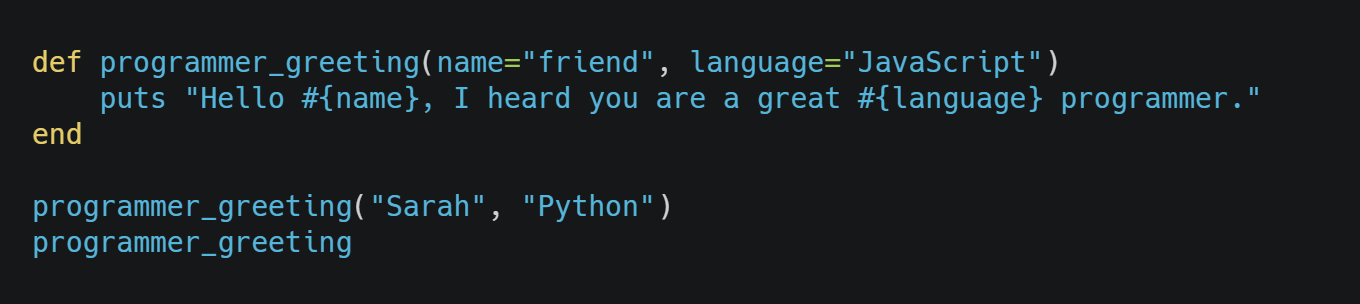 def programmer_greeting(name="friend", language="JavaScript")
    puts "Hello #{name}, I heard you are a great #{language} programmer."
end

programmer_greeting("Sarah", "Python")
programmer_greeting